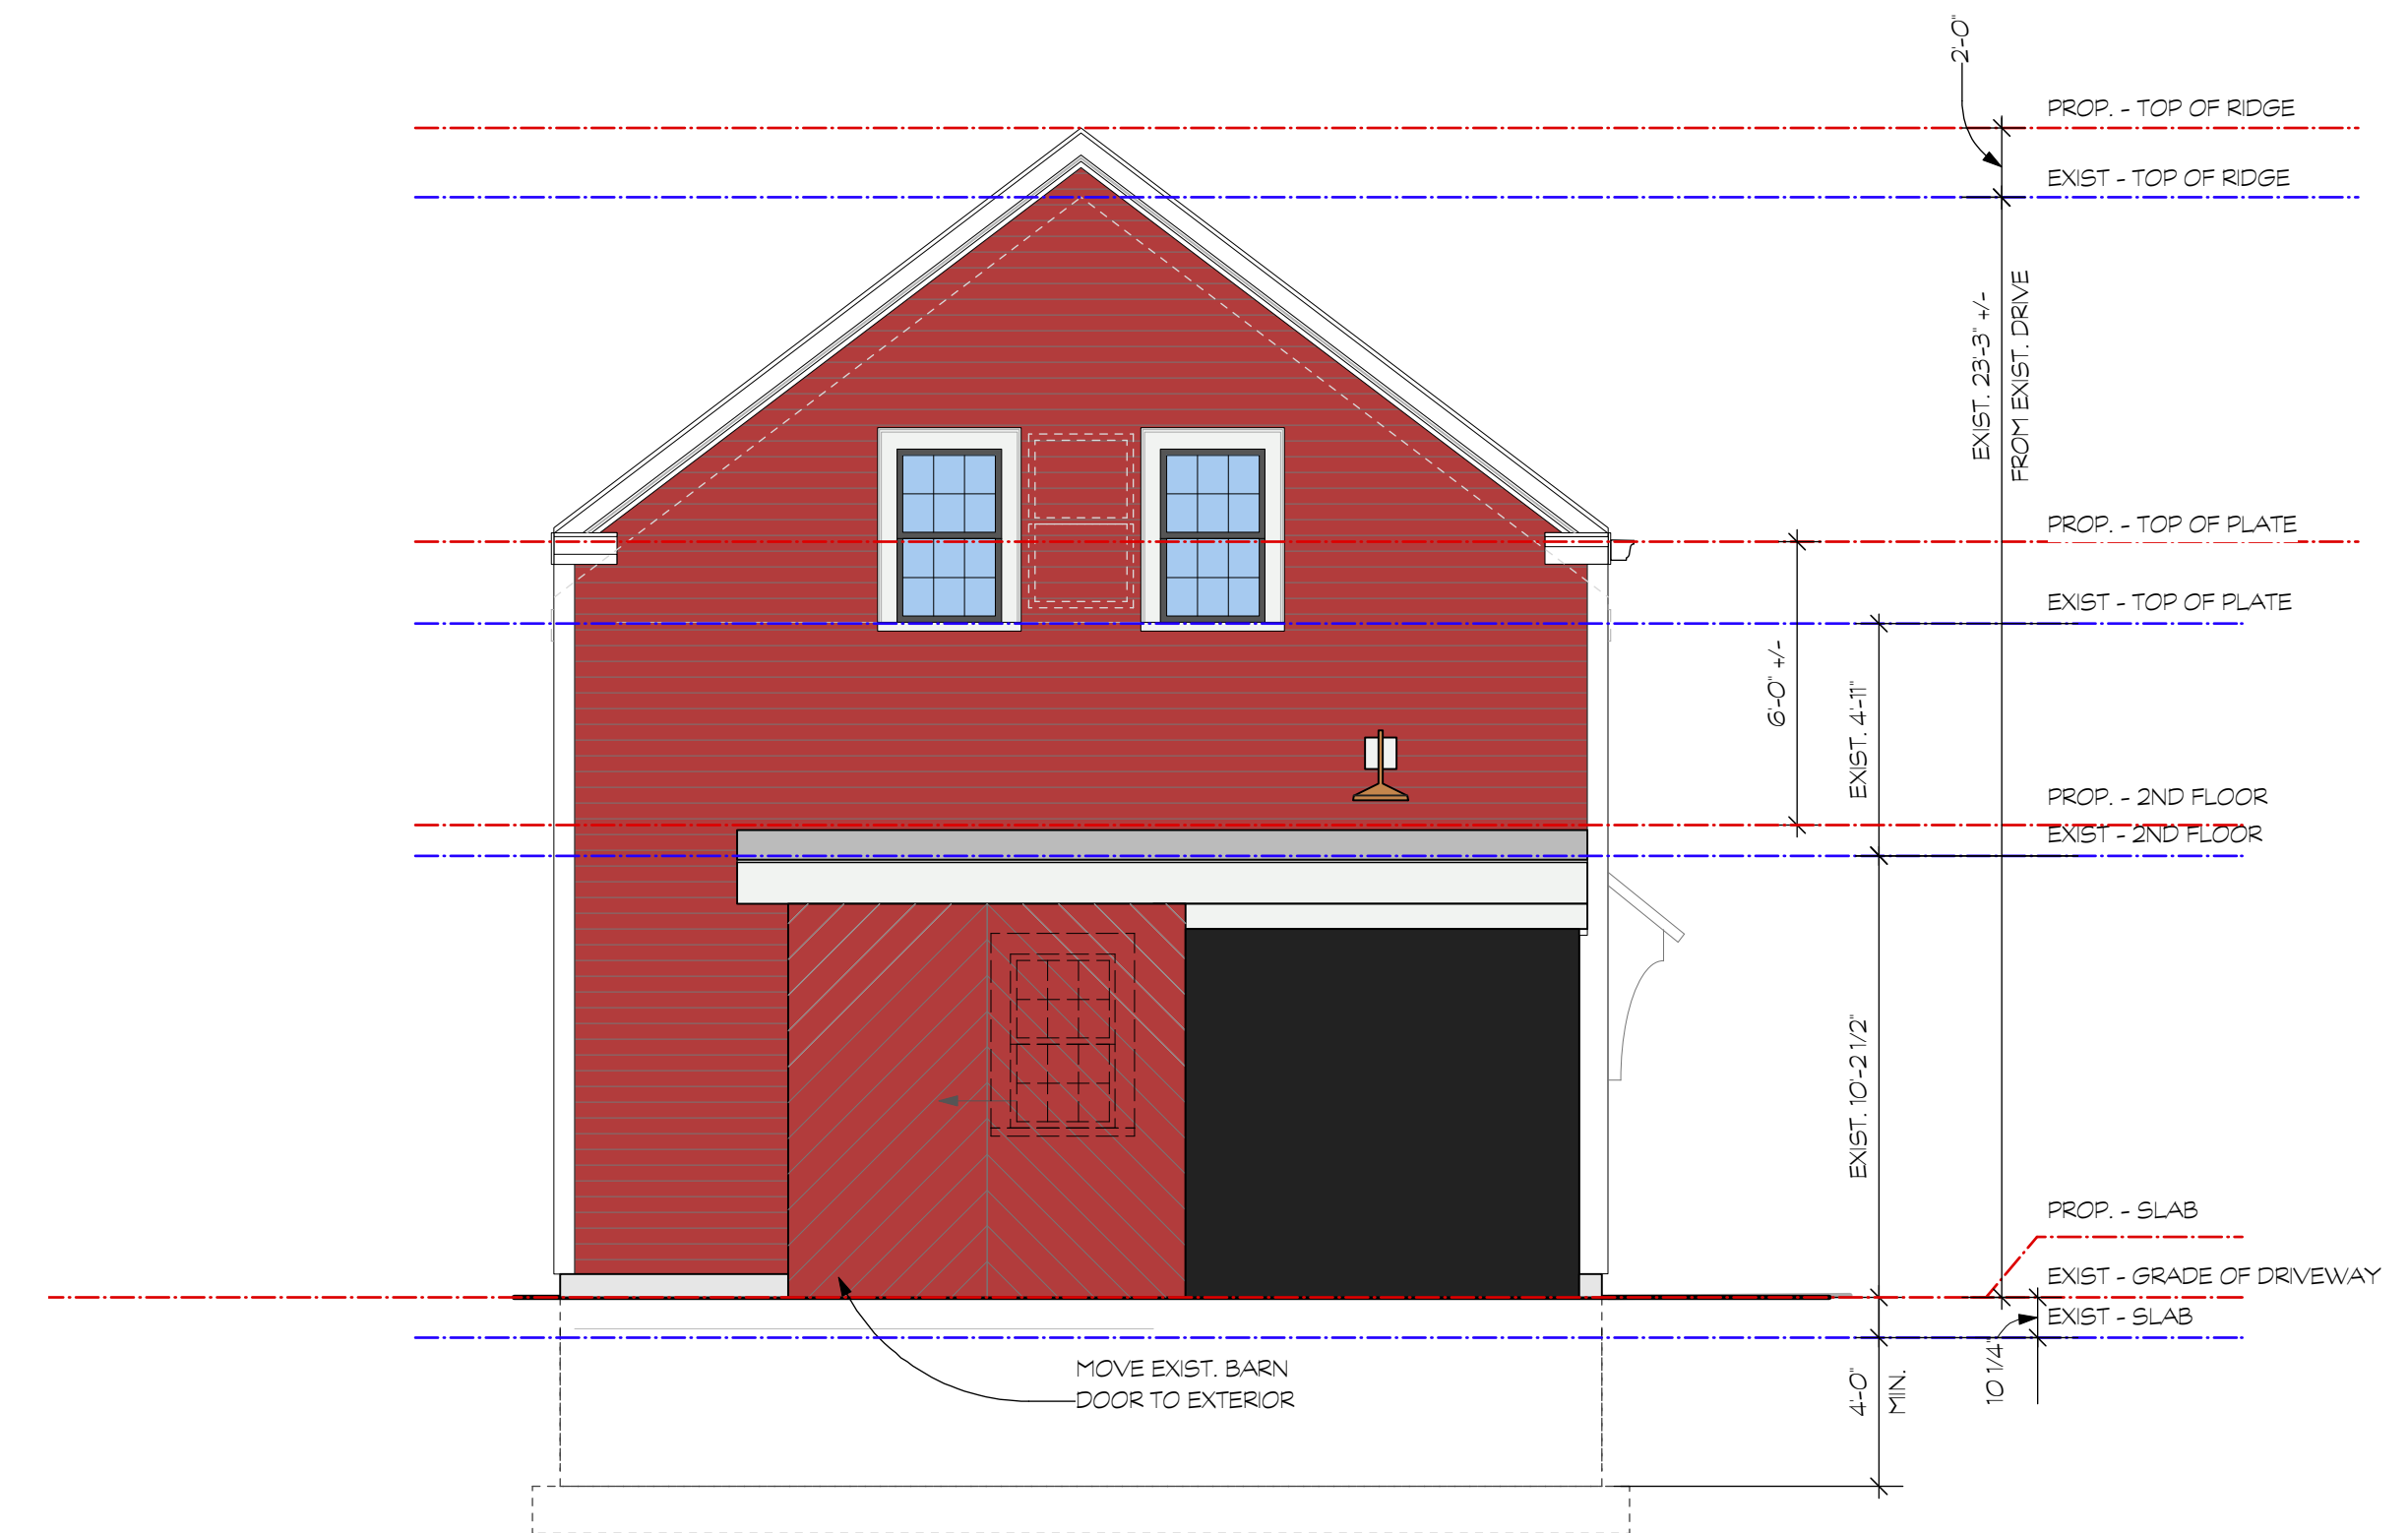 2'-0"
PROP. - TOP OF RIDGE
EXIST - TOP OF RIDGE
EXIST. 23'-3" +/-
FROM EXIST. DRIVE
PROP. - TOP OF PLATE
EXIST - TOP OF PLATE
6'-0" +/-
EXIST. 4'-11"
PROP. - 2ND FLOOR
EXIST - 2ND FLOOR
EXIST. 10'-2 1/2"
PROP. - SLAB
EXIST - GRADE OF DRIVEWAY
EXIST - SLAB
10 1/4"
4'-0"
MIN.
MOVE EXIST. BARN
DOOR TO EXTERIOR